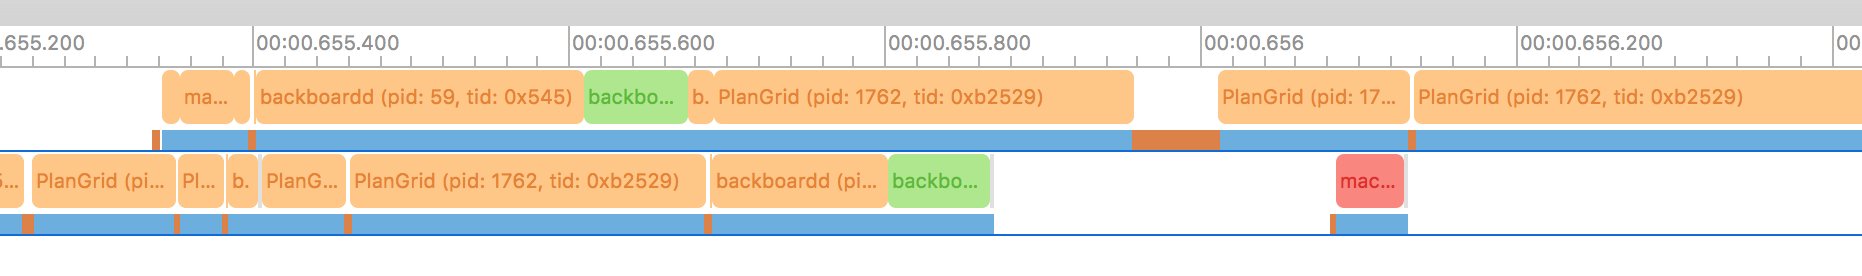 .655.200 00:00.655.400 00:00.655.600 00:00.655.800 00:00.656 00:00.656.200 00
ma... backboardd (pid: 59, tid: 0x545) backbo... b. PlanGrid (pid: 1762, tid: 0xb2529) PlanGrid (pid: 17... PlanGrid (pid: 1762, tid: 0xb2529)
... PlanGrid (pi... Pl... b. PlanG... PlanGrid (pid: 1762, tid: 0xb2529) backboardd (pi... backbo... mac...